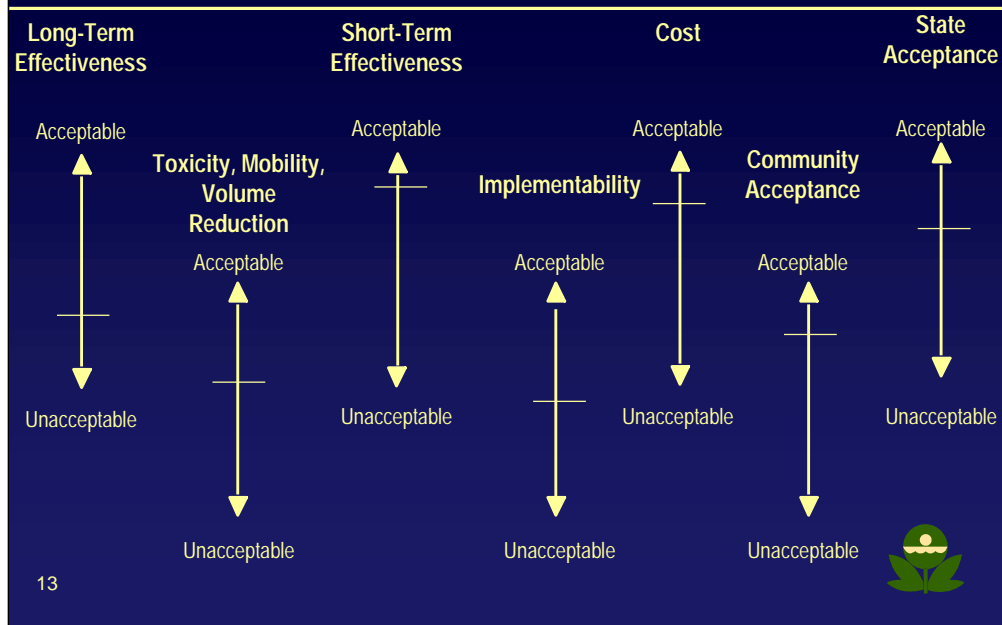 Long-Term
Effectiveness
Acceptable
Unacceptable
Toxicity, Mobility,
Volume
Reduction
Acceptable
Unacceptable
Short-Term
Effectiveness
Acceptable
Unacceptable
Implementability
Acceptable
Unacceptable
Cost
Acceptable
Unacceptable
Community
Acceptance
Acceptable
Unacceptable
State
Acceptance
Acceptable
Unacceptable
13